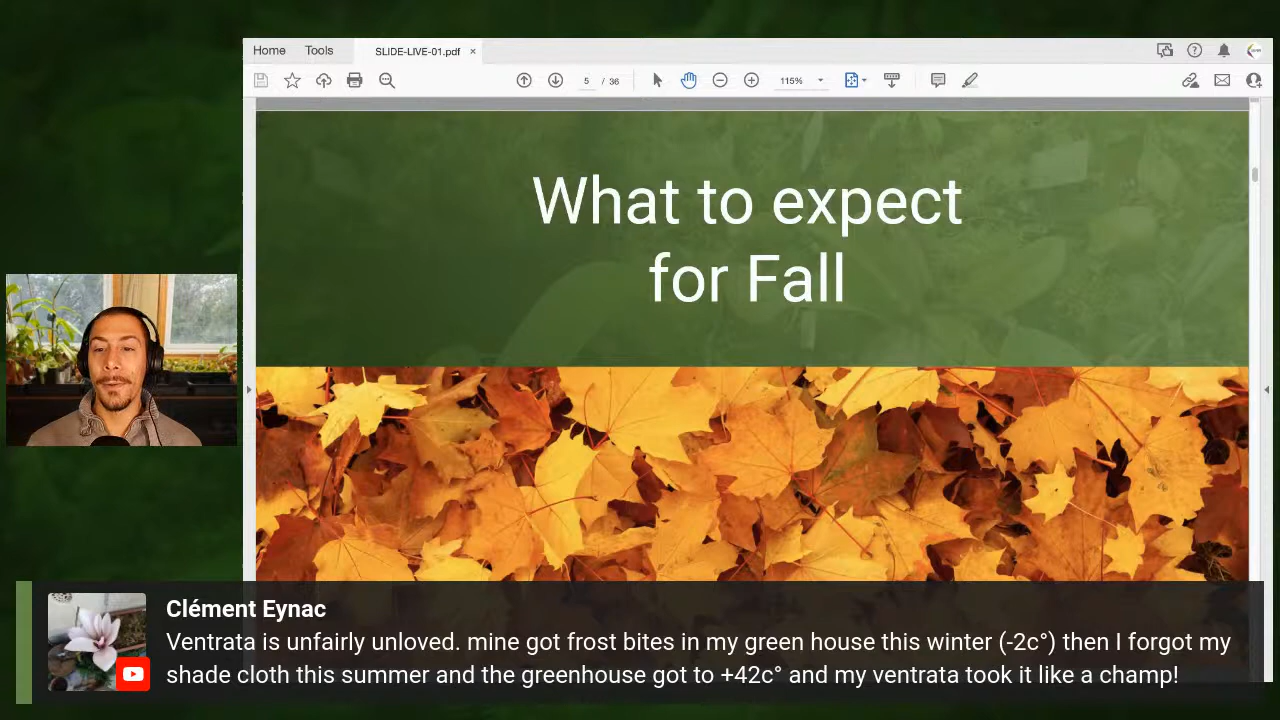 Home Tools SLIDE-LIVE-01.pdf ×
5 / 36 115%
What to expect
for Fall
Clément Eynac
Ventrata is unfairly unloved. mine got frost bites in my green house this winter (-2c°) then I forgot my
shade cloth this summer and the greenhouse got to +42c° and my ventrata took it like a champ!